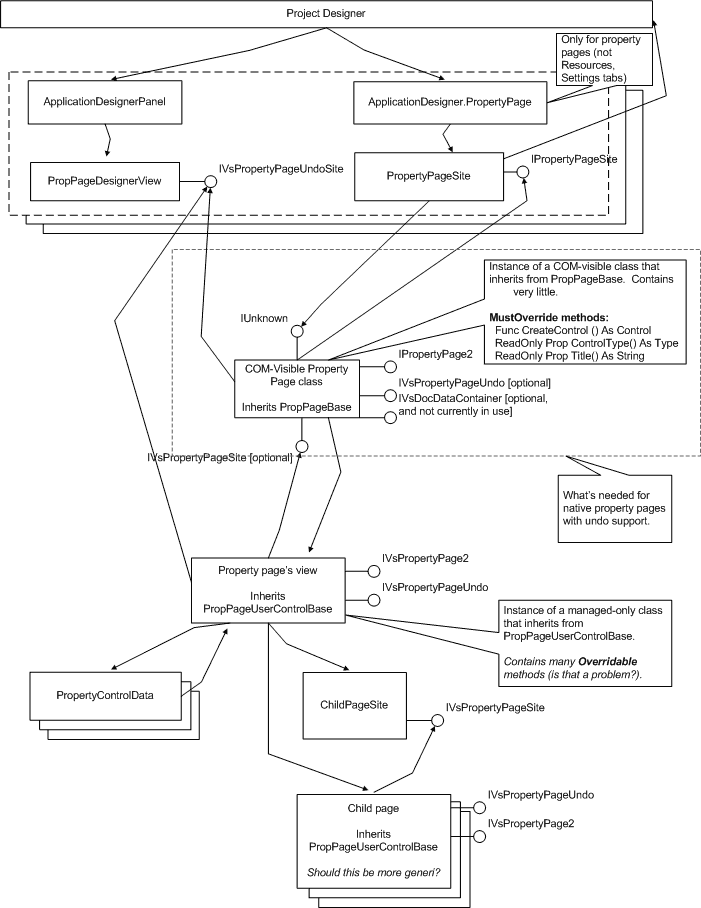 Project Designer
Only for property
pages (not
Resources,
Settings tabs)
ApplicationDesignerPanel
ApplicationDesigner.PropertyPage
PropPageDesignerView
IVsPropertyPageUndoSite
PropertyPageSite
IPropertyPageSite
Instance of a COM-visible class that
inherits from PropPageBase.  Contains
very little.
MustOverride methods:
Func CreateControl () As Control
ReadOnly Prop ControlType() As Type
ReadOnly Prop Title() As String
IUnknown
COM-Visible Property
Page class
Inherits PropPageBase
IPropertyPage2
IVsPropertyPageUndo [optional]
IVsDocDataContainer [optional,
and not currently in use]
IVsPropertyPageSite [optional]
What's needed for
native property pages
with undo support.
Property page's view
Inherits
PropPageUserControlBase
IVsPropertyPage2
IVsPropertyPageUndo
Instance of a managed-only class
that inherits from
PropPageUserControlBase.
Contains many Overridable
methods (is that a problem?).
PropertyControlData
ChildPageSite
IVsPropertyPageSite
Child page
Inherits
PropPageUserControlBase
Should this be more generi?
IVsPropertyPageUndo
IVsPropertyPage2